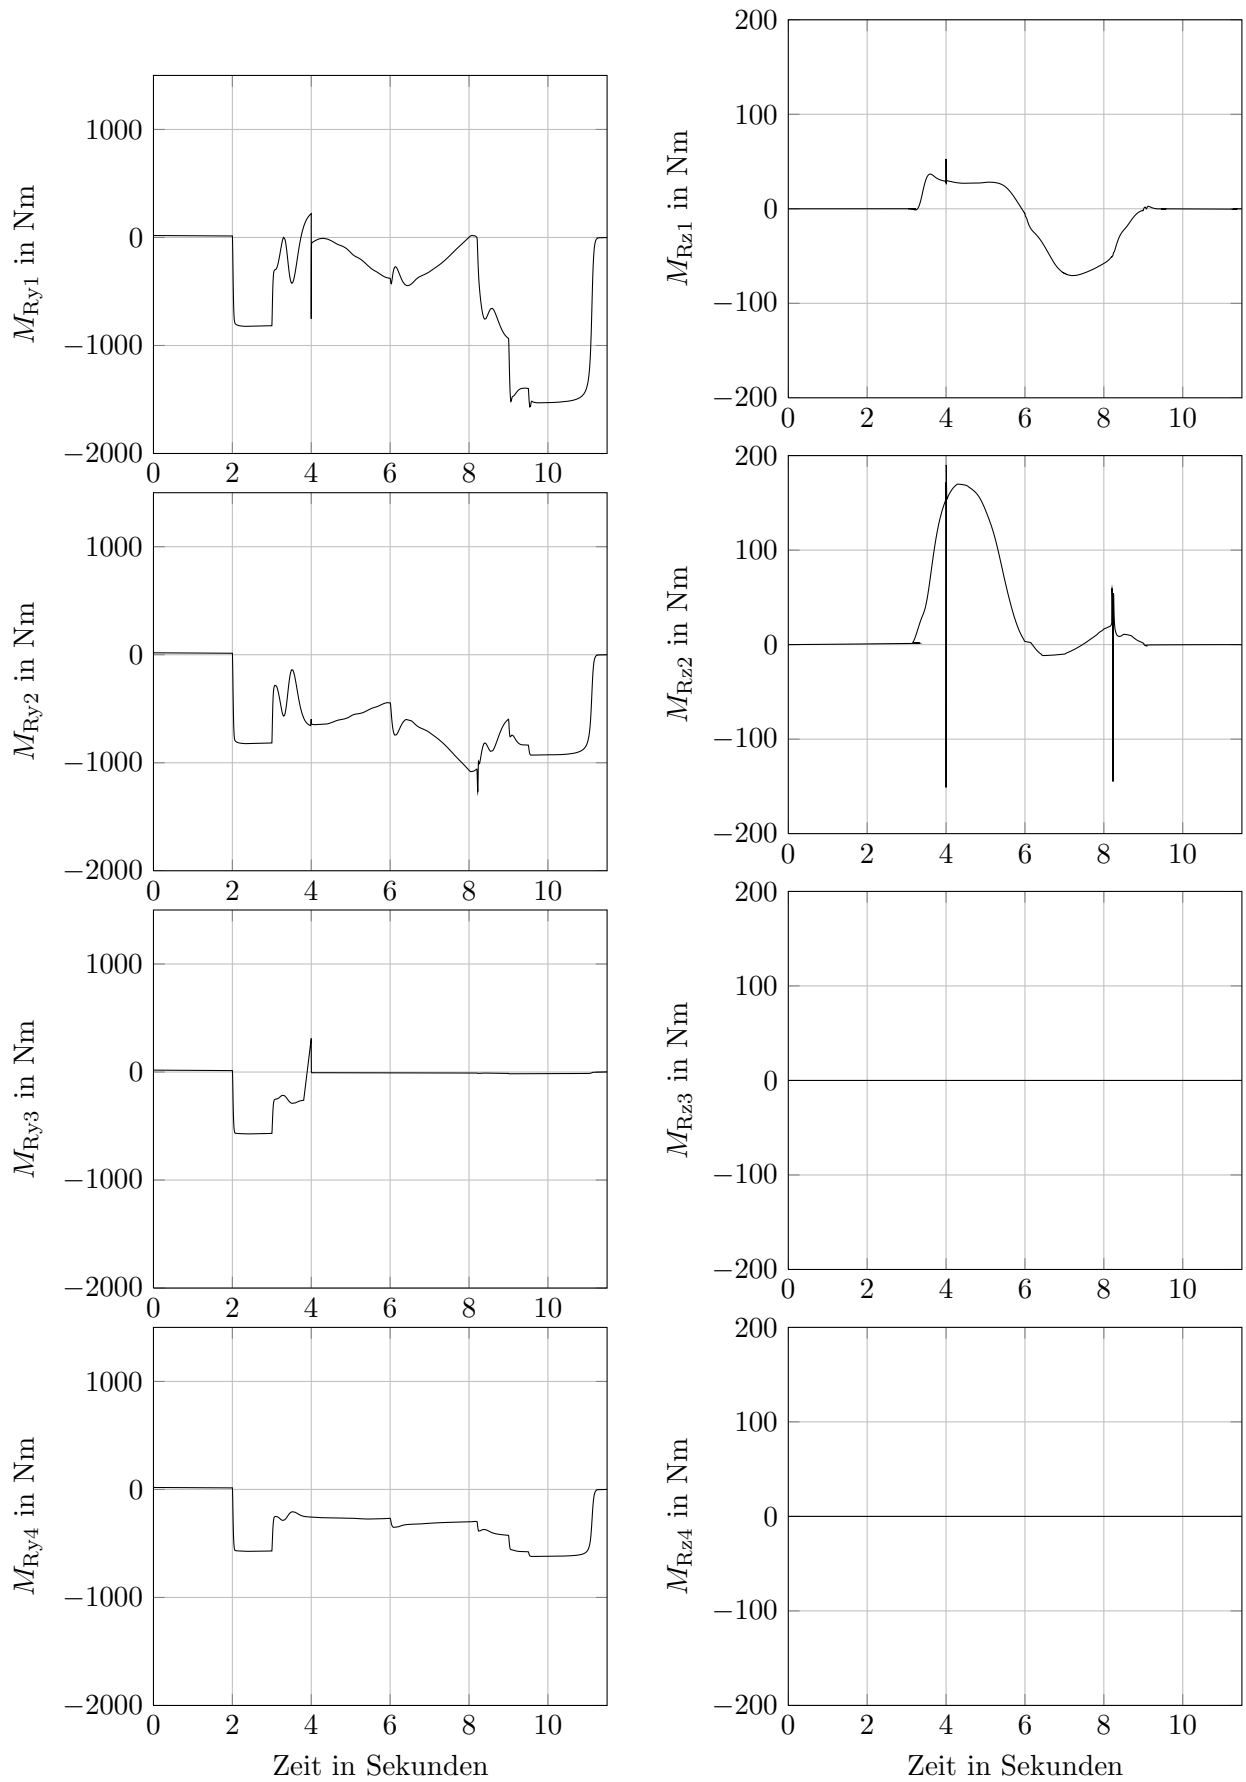 M_Ry1 in Nm
1000
0
−1000
−2000
0 2 4 6 8 10
M_Rz1 in Nm
200
100
0
−100
−200
0 2 4 6 8 10
M_Ry2 in Nm
1000
0
−1000
−2000
0 2 4 6 8 10
M_Rz2 in Nm
200
100
0
−100
−200
0 2 4 6 8 10
M_Ry3 in Nm
1000
0
−1000
−2000
0 2 4 6 8 10
M_Rz3 in Nm
200
100
0
−100
−200
0 2 4 6 8 10
M_Ry4 in Nm
1000
0
−1000
−2000
0 2 4 6 8 10
Zeit in Sekunden
M_Rz4 in Nm
200
100
0
−100
−200
0 2 4 6 8 10
Zeit in Sekunden